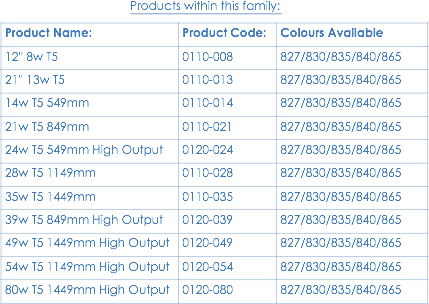 Products within this family:
Product Name: Product Code: Colours Available
12" 8w T5 0110-008 827/830/835/840/865
21" 13w T5 0110-013 827/830/835/840/865
14w T5 549mm 0110-014 827/830/835/840/865
21w T5 849mm 0110-021 827/830/835/840/865
24w T5 549mm High Output 0120-024 827/830/835/840/865
28w T5 1149mm 0110-028 827/830/835/840/865
35w T5 1449mm 0110-035 827/830/835/840/865
39w T5 849mm High Output 0120-039 827/830/835/840/865
49w T5 1449mm High Output 0120-049 827/830/835/840/865
54w T5 1149mm High Output 0120-054 827/830/835/840/865
80w T5 1449mm High Output 0120-080 827/830/835/840/865